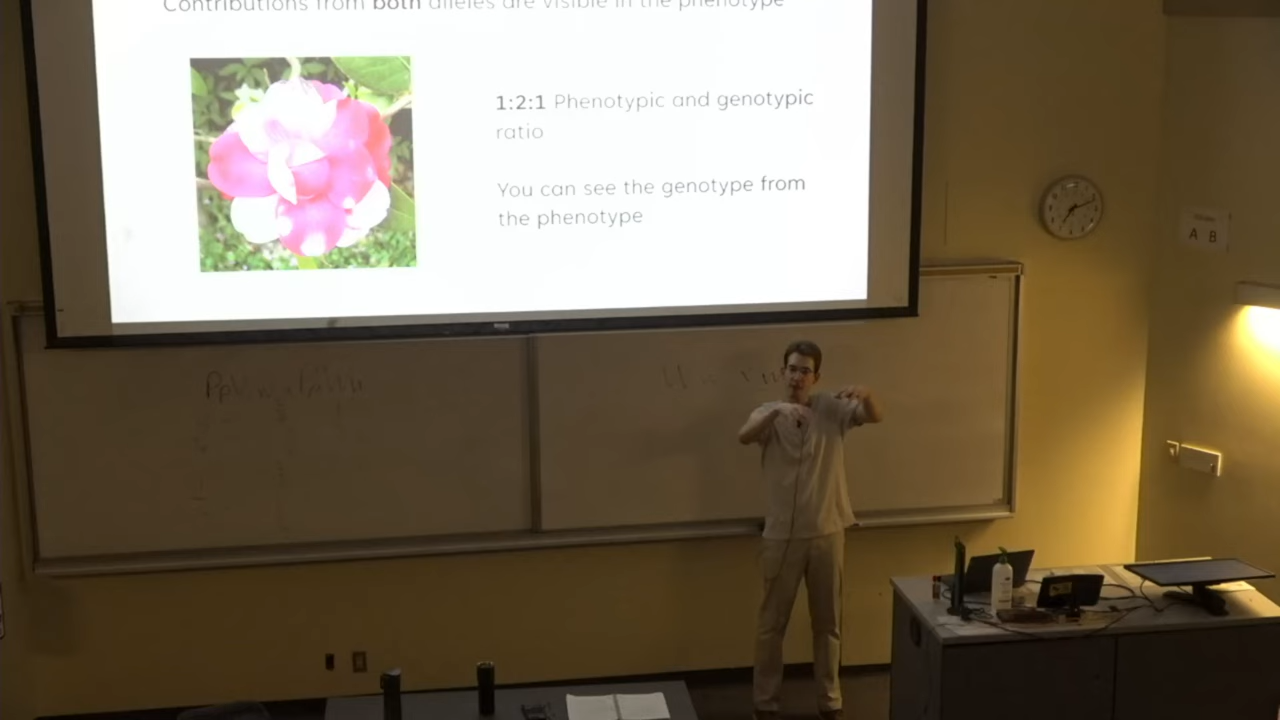 Contributions from both alleles are visible in the phenotype
1:2:1 Phenotypic and genotypic
ratio
You can see the genotype from
the phenotype
A B